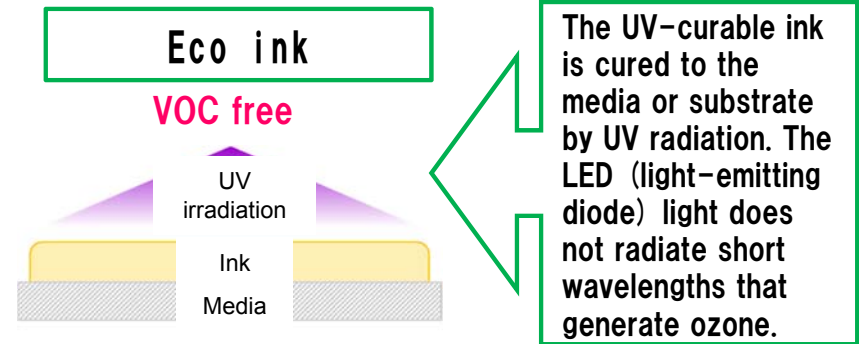 Eco ink
VOC free
UV
irradiation
Ink
Media
The UV-curable ink
is cured to the
media or substrate
by UV radiation. The
LED (light-emitting
diode) light does
not radiate short
wavelengths that
generate ozone.